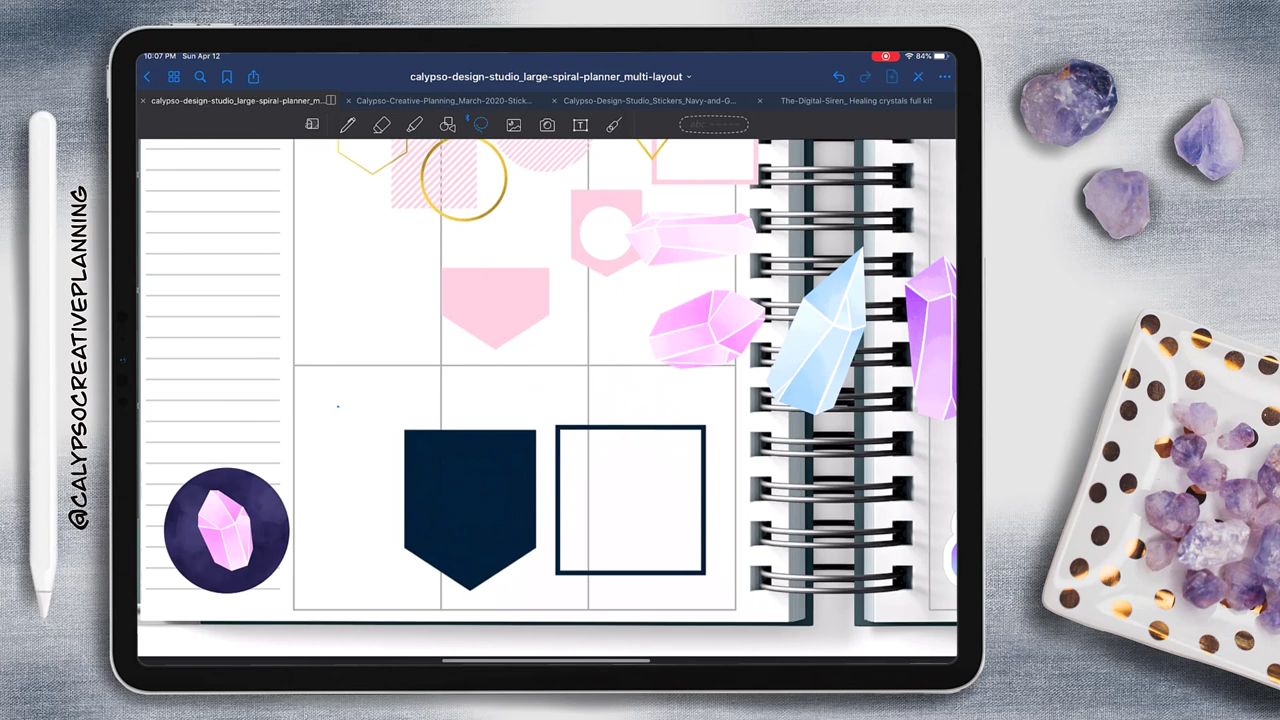 10:07 PM Sun Apr 12
84%
calypso-design-studio_large-spiral-planner_multi-layout
calypso-design-studio_large-spiral-planner_m...
Calypso-Creative-Planning_March-2020-Stick...
Calypso-Design-Studio_Stickers_Navy-and-G...
The-Digital-Siren_ Healing crystals full kit
@CALYPSOCREATIVEPLANNING